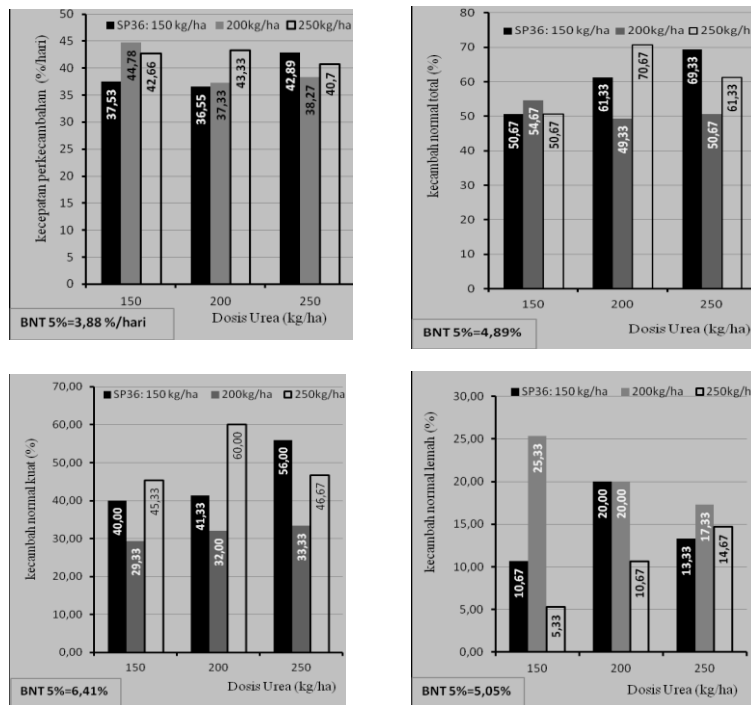 50
45
40
35
30
25
20
15
10
5
0
kecepatan perkecambahan (%/hari)
SP36: 150 kg/ha 200kg/ha 250kg/ha
37,53 44,78 42,66 36,55 37,33 43,33 42,89 38,27 40,7
150 200 250
BNT 5%=3,88 %/hari
Dosis Urea (kg/ha)
80
70
60
50
40
30
20
10
0
kecambah normal total (%)
SP36: 150 kg/ha 200kg/ha 250kg/h
50,67 54,67 50,67 61,33 49,33 70,67 69,33 50,67 61,33
150 200 250
BNT 5%=4,89%
Dosis Urea (kg/ha)
70,00
60,00
50,00
40,00
30,00
20,00
10,00
0,00
kecambah normal kuat (%)
SP36: 150 kg/ha 200kg/ha 250kg/ha
40,00 29,33 45,33 41,33 32,00 60,00 56,00 33,33 46,67
150 200 250
BNT 5%=6,41%
Dosis Urea (kg/ha)
30,00
25,00
20,00
15,00
10,00
5,00
0,00
kecambah normal lemah (%)
SP36: 150 kg/ha 200kg/ha 250kg/h
10,67 25,33 5,33 20,00 20,00 10,67 13,33 17,33 14,67
150 200 250
BNT 5%=5,05%
Dosis Urea (kg/ha)